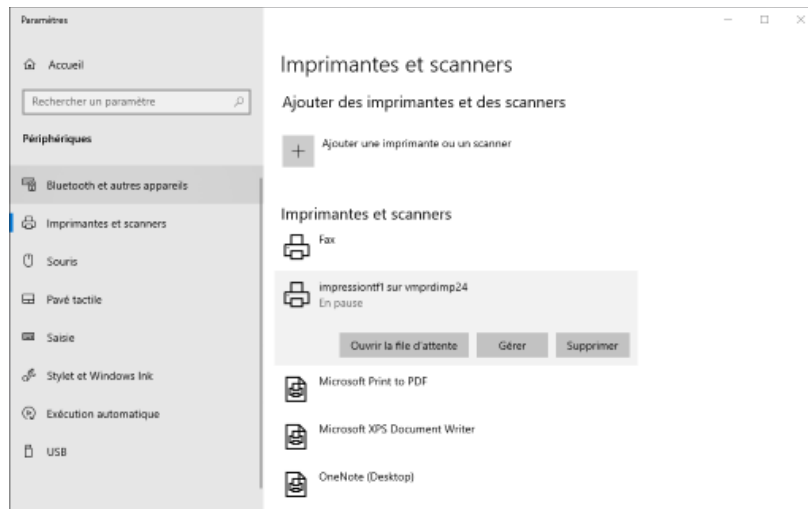 Paramètres
Accueil
Rechercher un paramètre
Périphériques
Bluetooth et autres appareils
Imprimantes et scanners
Souris
Pavé tactile
Saisie
Stylet et Windows Ink
Exécution automatique
USB
Imprimantes et scanners
Ajouter des imprimantes et des scanners
Ajouter une imprimante ou un scanner
Imprimantes et scanners
Fax
impressiontf1 sur vmprdimp24
En pause
Ouvrir la file d'attente Gérer Supprimer
Microsoft Print to PDF
Microsoft XPS Document Writer
OneNote (Desktop)